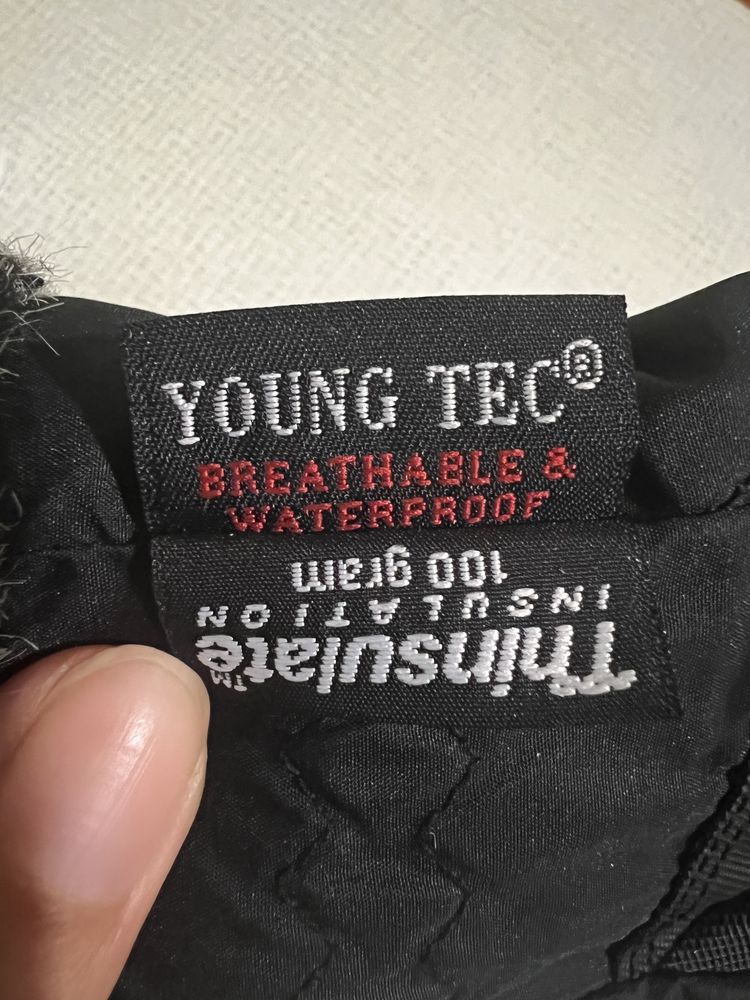 YOUNG TEC®
BREATHABLE &
WATERPROOF
Thinsulate™
INSULATION
100 gram